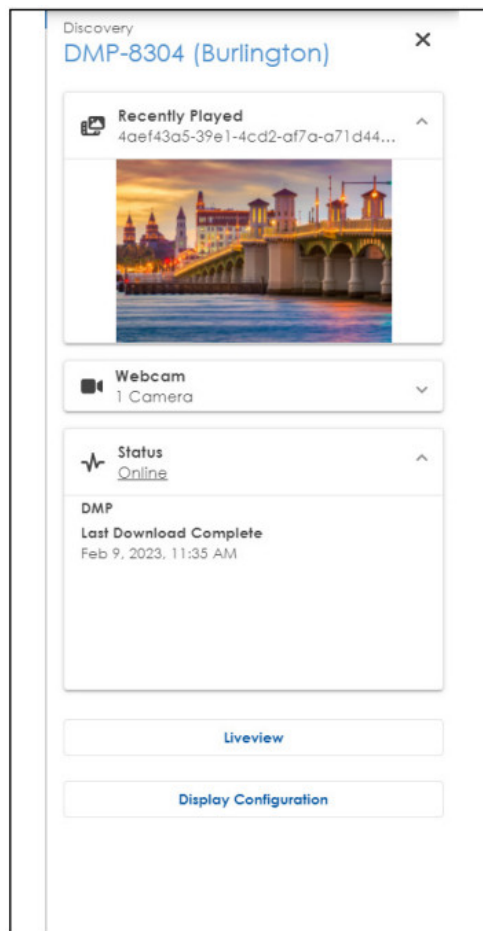 Discovery
DMP-8304 (Burlington)
Recently Played
4aef43a5-39e1-4cd2-af7a-a71d44...
Webcam
1 Camera
Status
Online
DMP
Last Download Complete
Feb 9, 2023, 11:35 AM
Liveview
Display Configuration